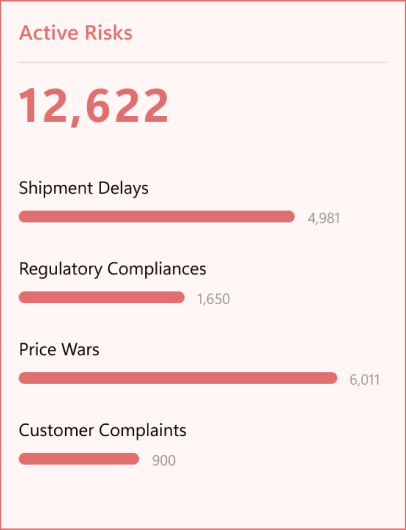 Active Risks
12,622
Shipment Delays
4,981
Regulatory Compliances
1,650
Price Wars
6,011
Customer Complaints
900